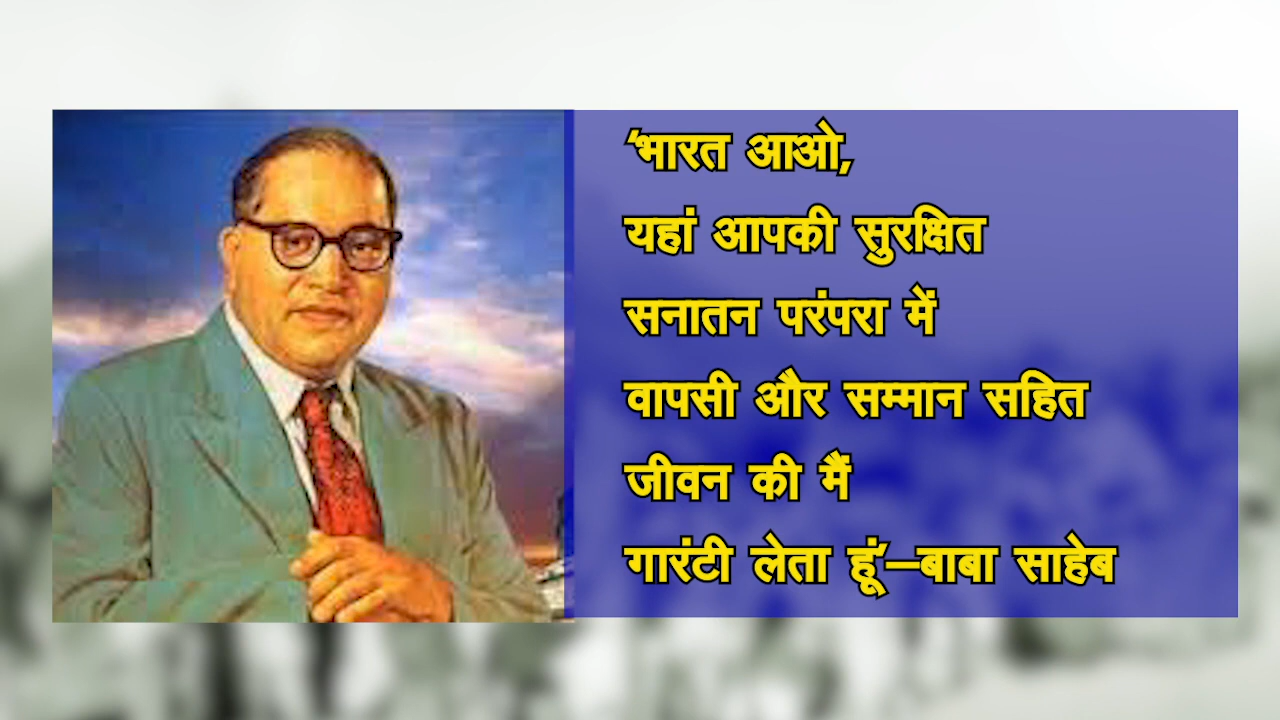 ‘भारत आओ,
यहां आपकी सुरक्षित
सनातन परंपरा में
वापसी और सम्मान सहित
जीवन की मैं
गारंटी लेता हूं’–बाबा साहेब